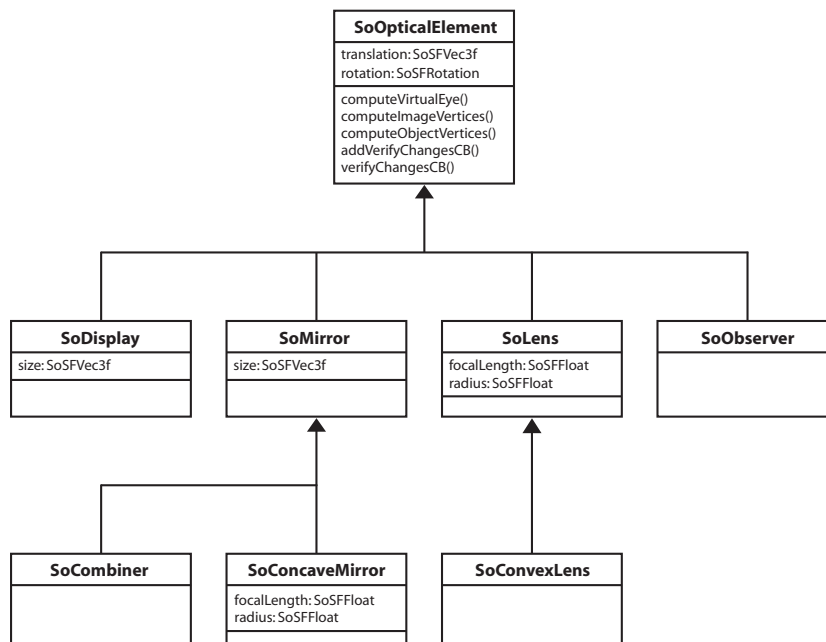 SoOpticalElement
translation: SoSFVec3f
rotation: SoSFRotation
computeVirtualEye()
computeImageVertices()
computeObjectVertices()
addVerifyChangesCB()
verifyChangesCB()
SoDisplay
size: SoSFVec3f
SoMirror
size: SoSFVec3f
SoLens
focalLength: SoSFFloat
radius: SoSFFloat
SoObserver
SoCombiner
SoConcaveMirror
focalLength: SoSFFloat
radius: SoSFFloat
SoConvexLens